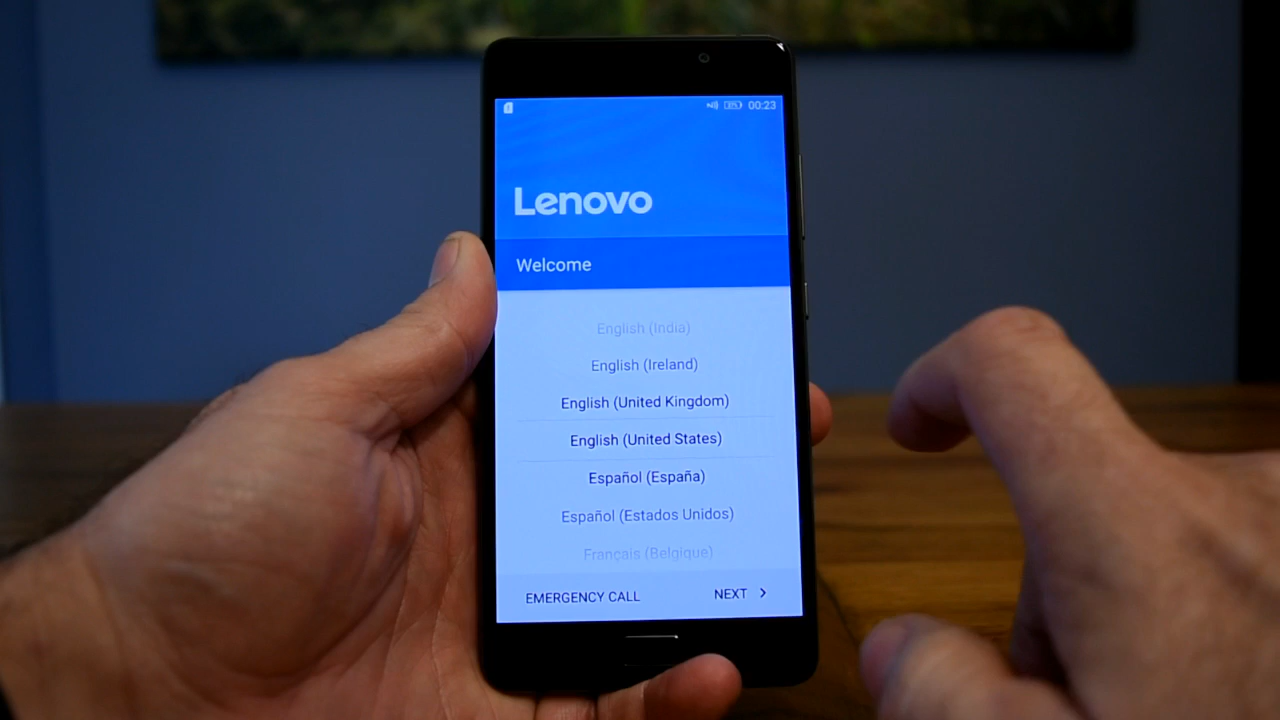 00:23
Lenovo
Welcome
English (India)
English (Ireland)
English (United Kingdom)
English (United States)
Español (España)
Español (Estados Unidos)
Français (Belgique)
EMERGENCY CALL
NEXT